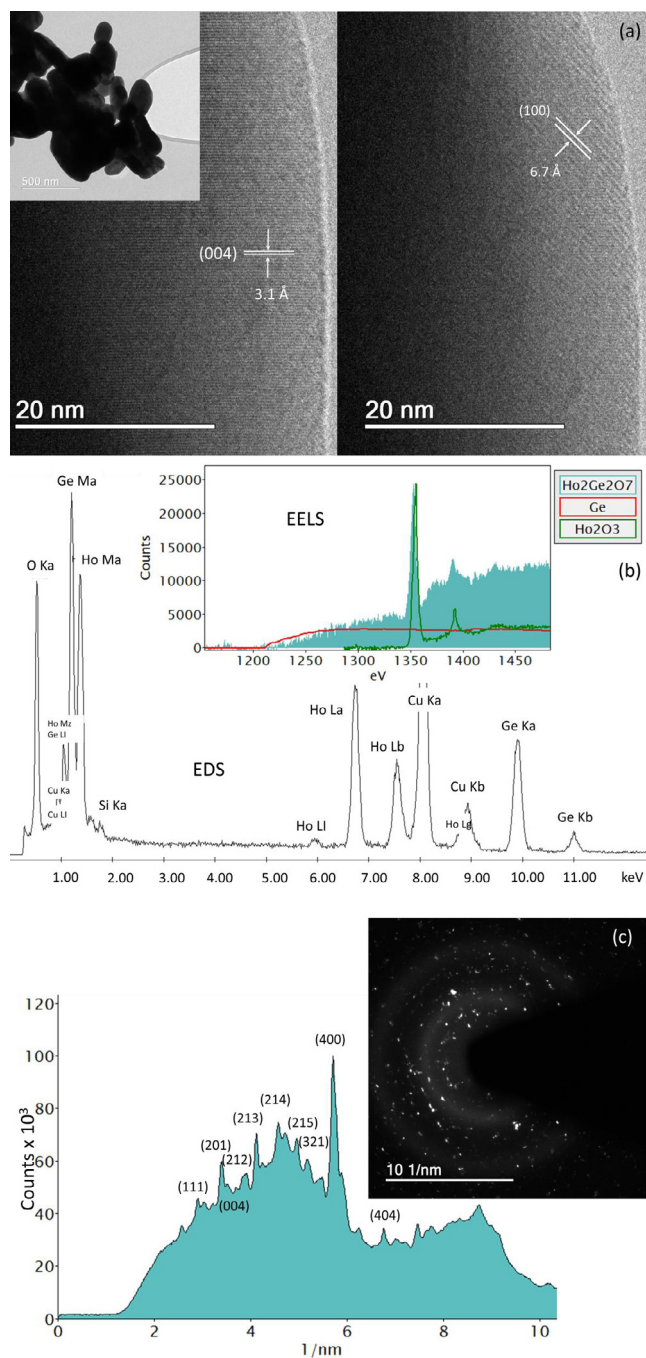 (a)
500 nm
(004)
3.1 Å
20 nm
(100)
6.7 Å
20 nm
(b)
EELS
Counts
25000
20000
15000
10000
5000
0
1200 1250 1300 1350 1400 1450
eV
Ho2Ge2O7
Ge
Ho2O3
EDS
Ge Ma
O Ka
Ho Ma
Ho Mz
Ge Ll
Cu Ka
Cu Ll
Si Ka
Ho Ll
Ho La
Ho Lb
Cu Ka
Ho Lg
Cu Kb
Ge Ka
Ge Kb
1.00 2.00 3.00 4.00 5.00 6.00 7.00 8.00 9.00 10.00 11.00 keV
(c)
10 1/nm
Counts x 10³
120
100
80
60
40
20
0
(111)
(201)
(004)
(212)
(213)
(214)
(215)
(321)
(400)
(404)
0 2 4 6 8 10
1/nm